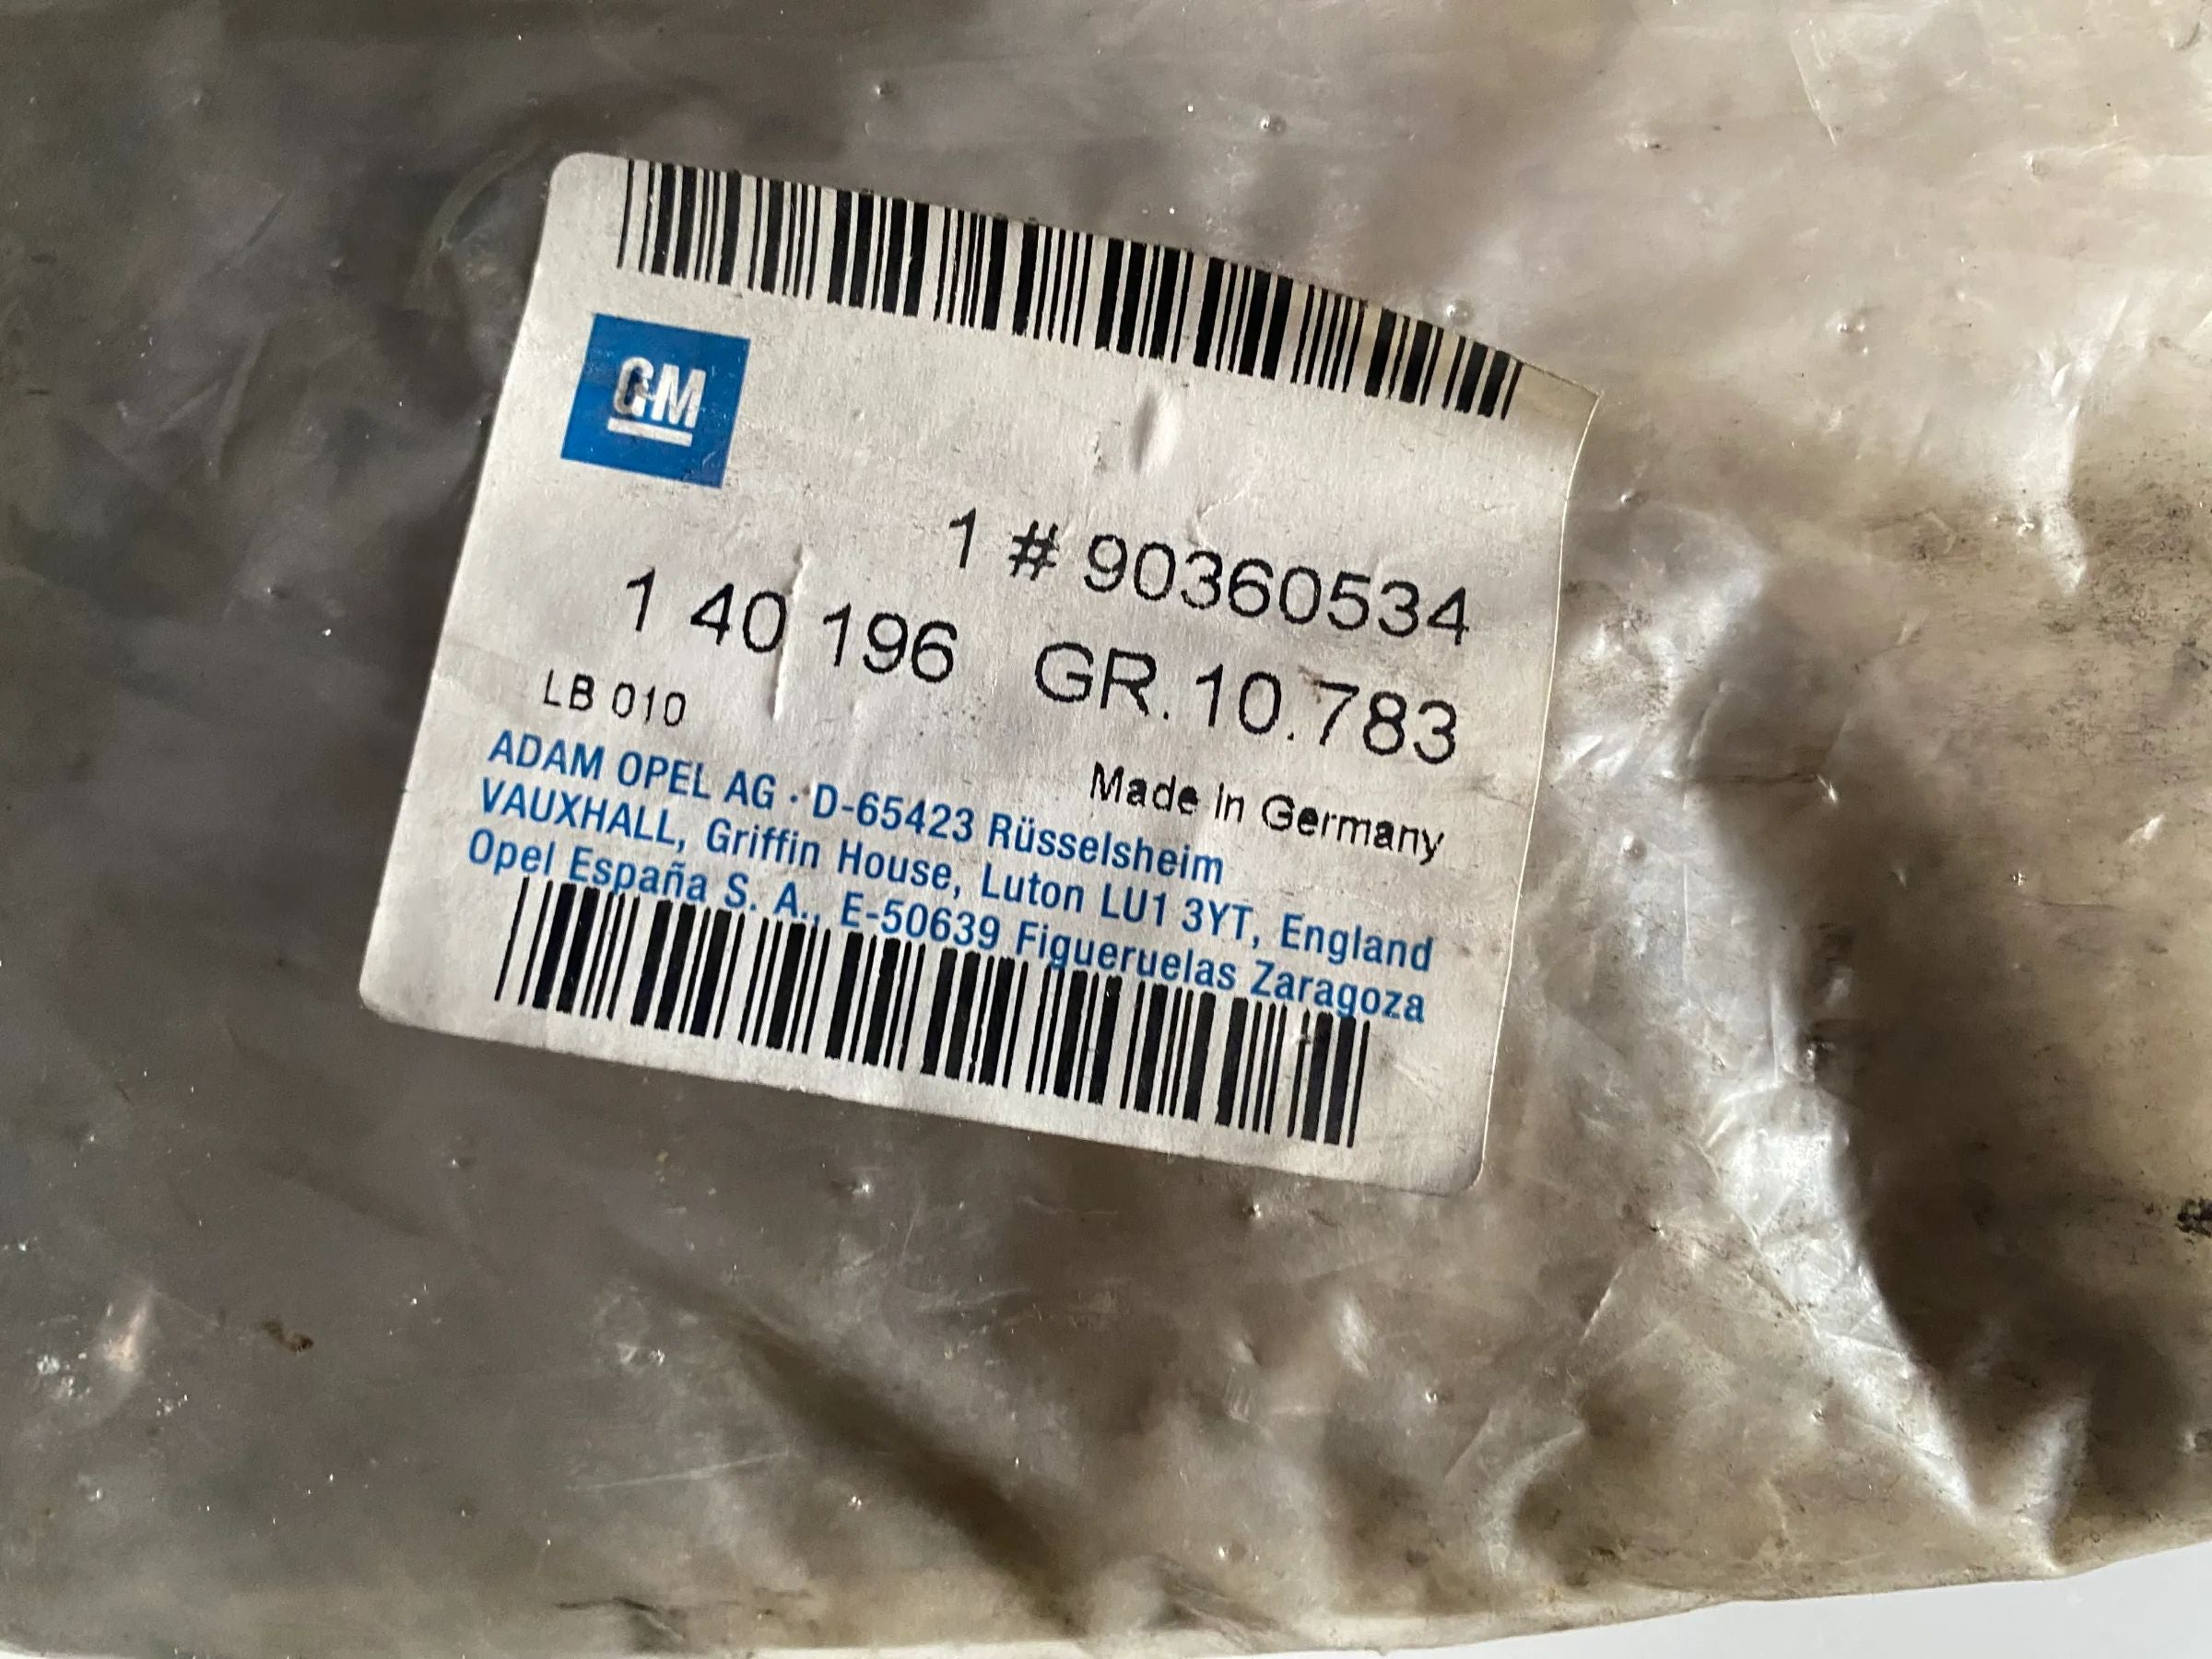 GM
1 # 90360534
1 40 196 GR. 10.783
LB 010
Made in Germany
ADAM OPEL AG · D-65423 Rüsselsheim
VAUXHALL, Griffin House, Luton LU1 3YT, England
Opel España S. A., E-50639 Figueruelas Zaragoza